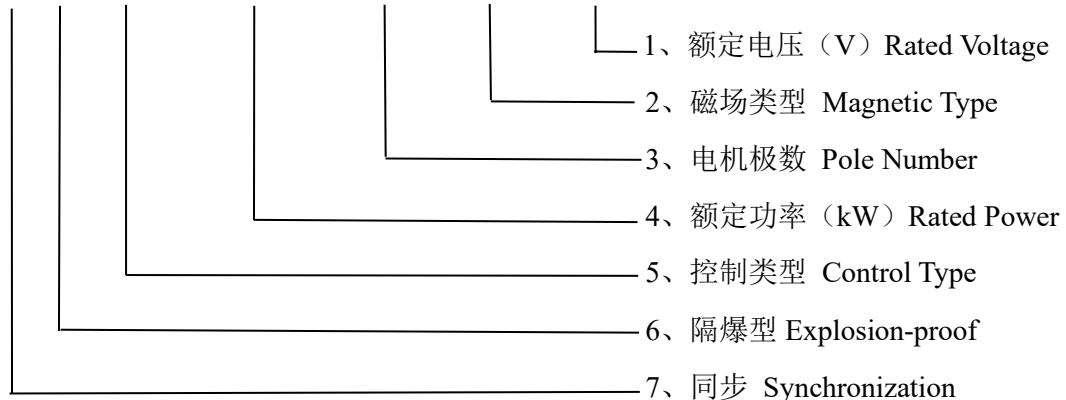 1、额定电压（V）Rated Voltage
2、磁场类型 Magnetic Type
3、电机极数 Pole Number
4、额定功率（kW）Rated Power
5、控制类型 Control Type
6、隔爆型 Explosion-proof
7、同步 Synchronization